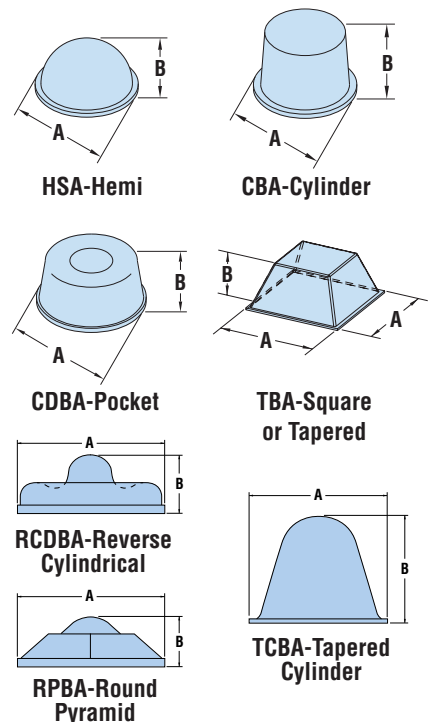 B
A
HSA-Hemi
B
A
CBA-Cylinder
B
A
CDBA-Pocket
B
A
A
TBA-Square
or Tapered
A
B
RCDBA-Reverse
Cylindrical
A
B
RPBA-Round
Pyramid
A
B
TCBA-Tapered
Cylinder